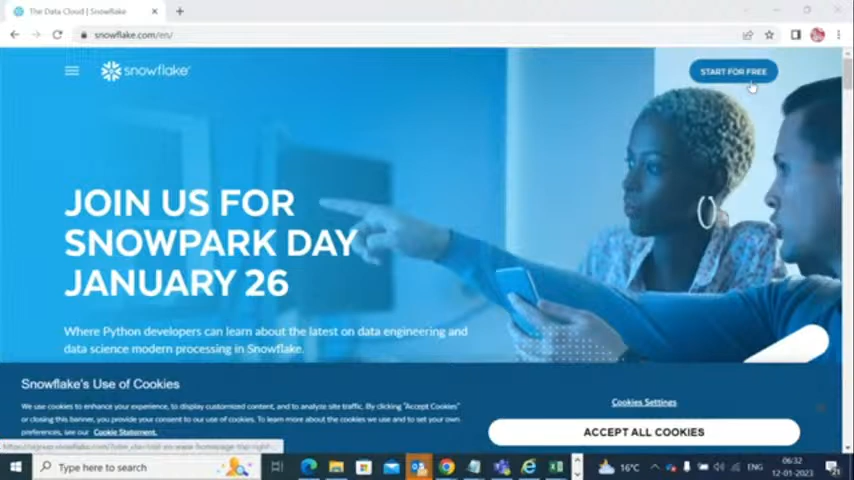 The Data Cloud | Snowflake
snowflake.com/en/
snowflake
START FOR FREE
JOIN US FOR
SNOWPARK DAY
JANUARY 26
Where Python developers can learn about the latest on data engineering and
data science modern processing in Snowflake.
Snowflake's Use of Cookies
We use cookies to enhance your experience, to display customized content, and to analyze site traffic. By clicking "Accept Cookies"
or closing this banner, you provide your consent to our use of cookies. To learn more about the cookies we use and to set your own
preferences, see our Cookie Statement.
Cookies Settings
ACCEPT ALL COOKIES
Type here to search
16°C
ENG
06:32
12-01-2023